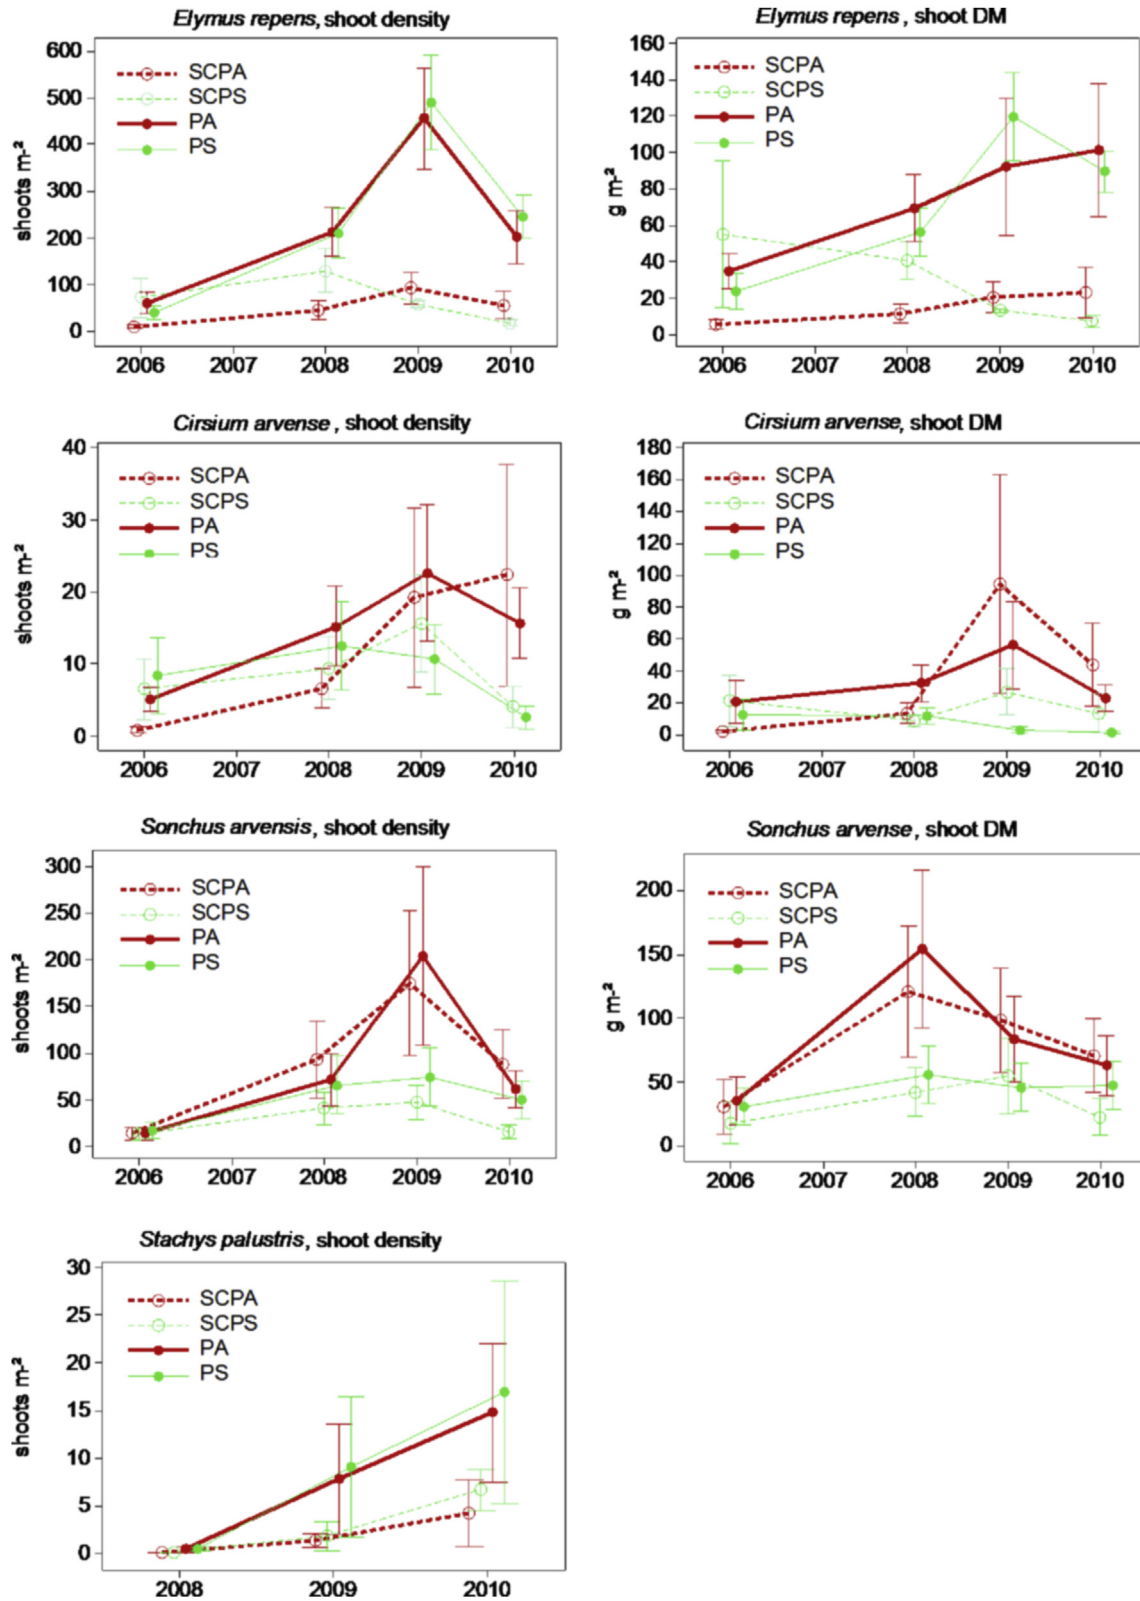 Elymus repens, shoot density
600
500
400
300
200
100
0
shoots m-²
SCPA
SCPS
PA
PS
2006 2007 2008 2009 2010
Elymus repens , shoot DM
160
140
120
100
80
60
40
20
0
g m-²
SCPA
SCPS
PA
PS
2006 2007 2008 2009 2010
Cirsium arvense , shoot density
40
30
20
10
0
shoots m-²
SCPA
SCPS
PA
PS
2006 2007 2008 2009 2010
Cirsium arvense, shoot DM
180
160
140
120
100
80
60
40
20
0
g m-²
SCPA
SCPS
PA
PS
2006 2007 2008 2009 2010
Sonchus arvensis, shoot density
300
250
200
150
100
50
0
shoots m-²
SCPA
SCPS
PA
PS
2006 2007 2008 2009 2010
Sonchus arvense , shoot DM
200
150
100
50
0
g m-²
SCPA
SCPS
PA
PS
2006 2007 2008 2009 2010
Stachys palustris, shoot density
30
25
20
15
10
5
0
shoots m-²
SCPA
SCPS
PA
PS
2008 2009 2010